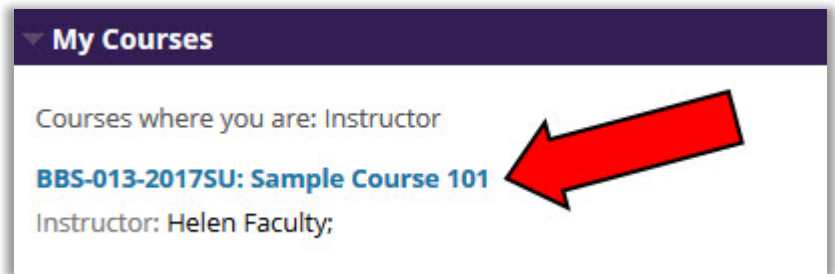 My Courses
Courses where you are: Instructor
BBS-013-2017SU: Sample Course 101
Instructor: Helen Faculty;